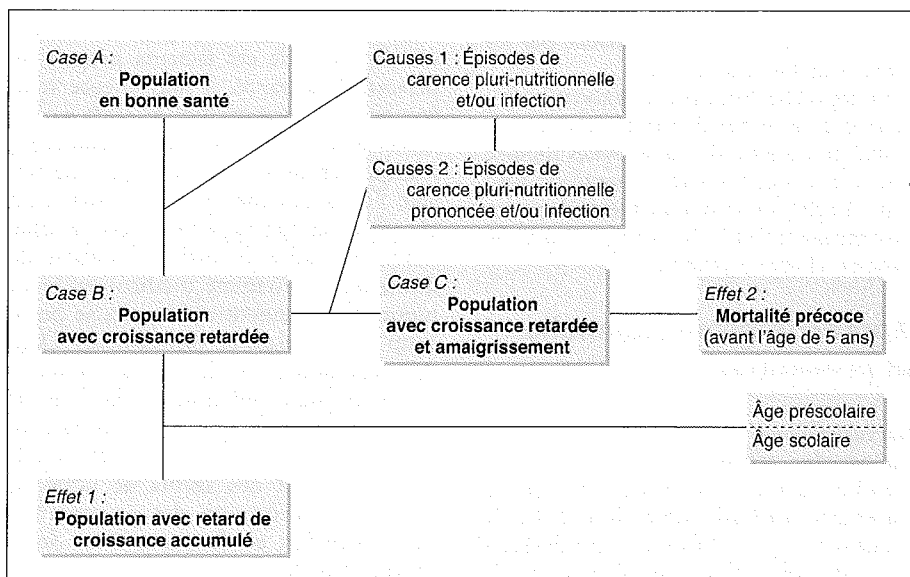 Case A :
Population
en bonne santé
Causes 1 : Épisodes de
carence pluri-nutritionnelle
et/ou infection
Causes 2 : Épisodes de
carence pluri-nutritionnelle
prononcée et/ou infection
Case B :
Population
avec croissance retardée
Case C :
Population
avec croissance retardée
et amaigrissement
Effet 2 :
Mortalité précoce
(avant l'âge de 5 ans)
Âge préscolaire
Âge scolaire
Effet 1 :
Population avec retard de
croissance accumulé